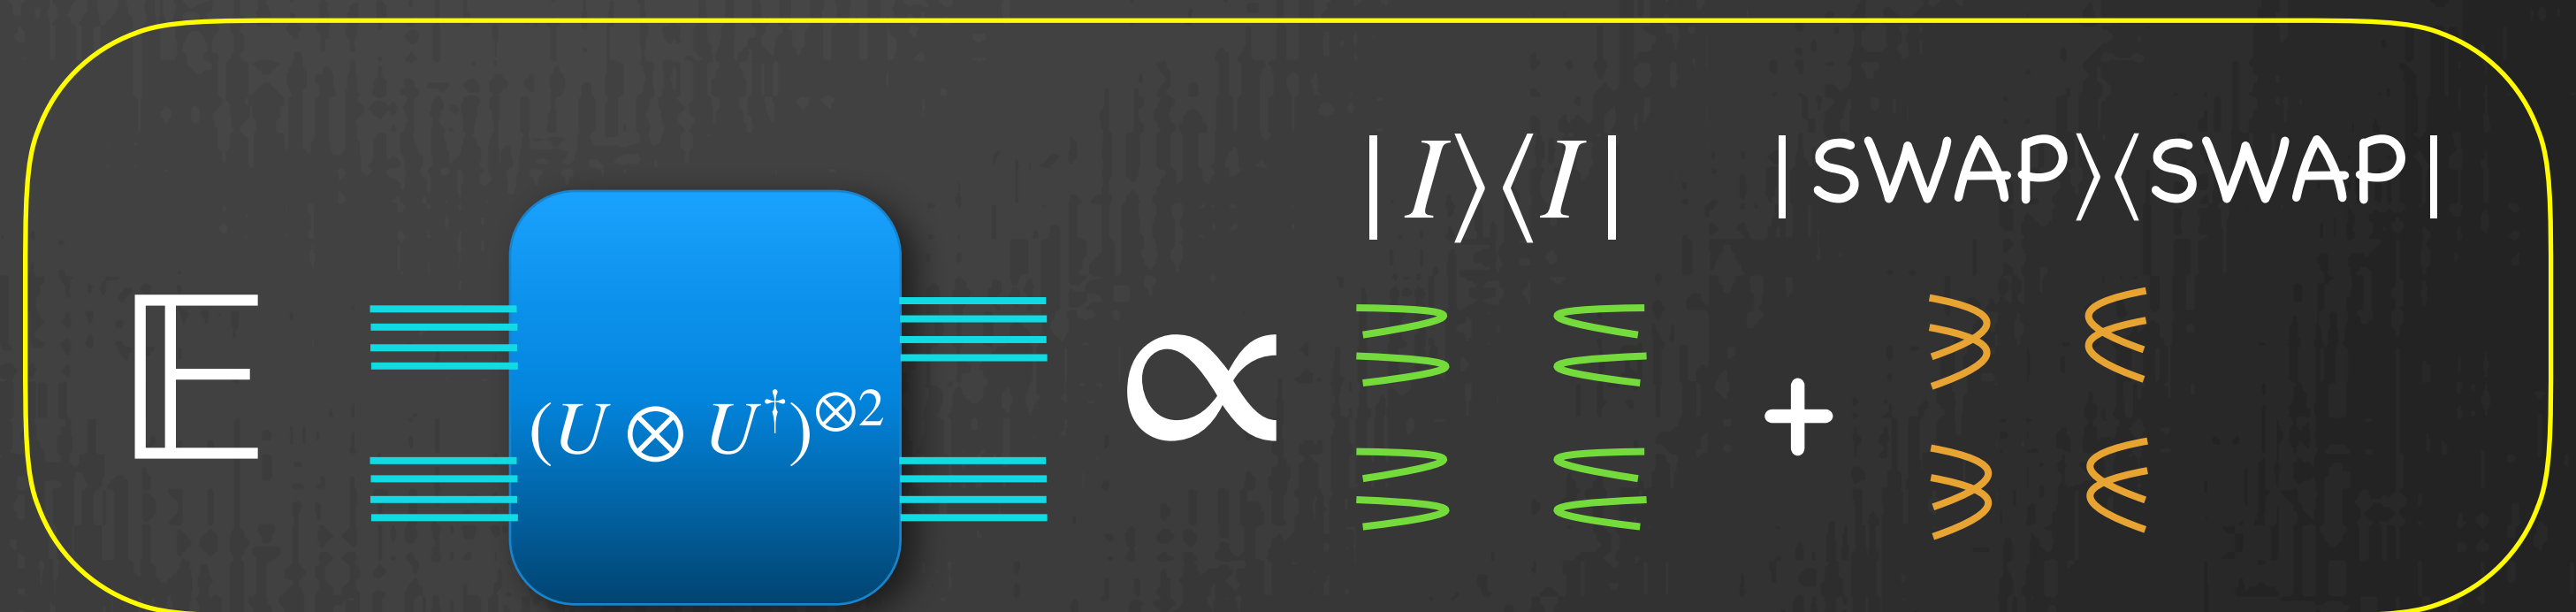 |I⟩⟨I| |SWAP⟩⟨SWAP|
𝔼 (U ⊗ U†)⊗2 ∝ +